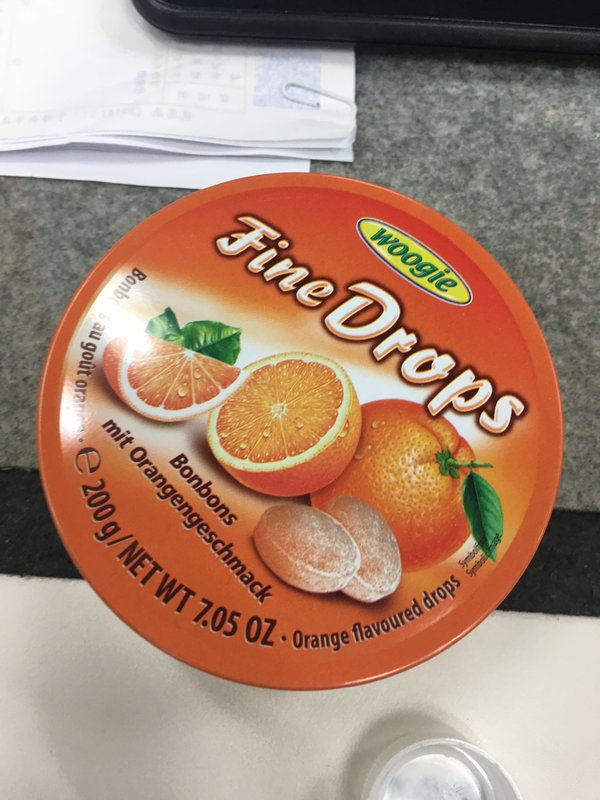 woogie
Fine Drops
Bonbons au goût orange
Bonbons
mit Orangengeschmack
℮ 200 g/NET WT 7.05 OZ · Orange flavoured drops